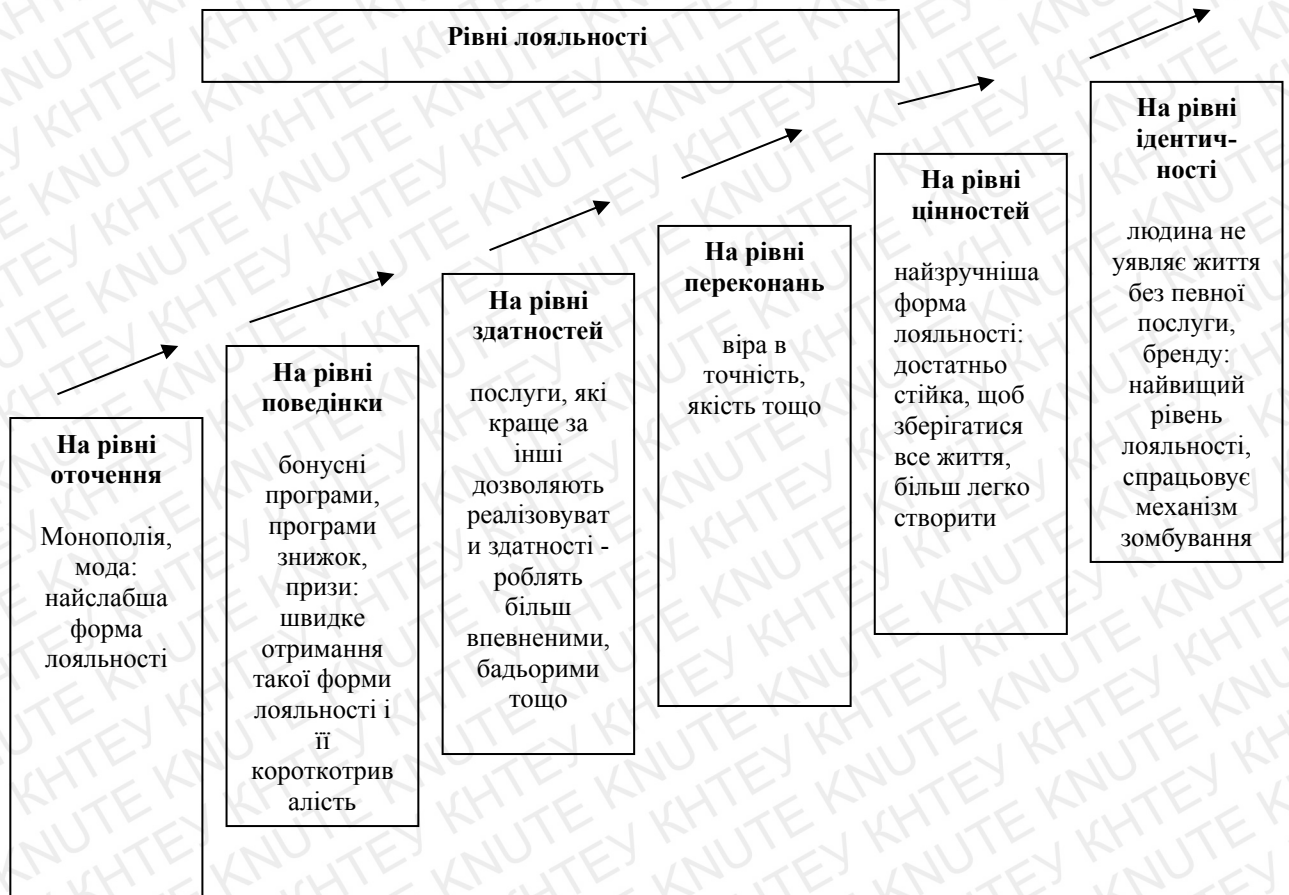 Рівні лояльності
На рівні
оточення
Монополія,
мода:
найслабша
форма
лояльності
На рівні
поведінки
бонусні
програми,
програми
знижок,
призи:
швидке
отримання
такої форми
лояльності і
її
короткотрив
алість
На рівні
здатностей
послуги, які
краще за
інші
дозволяють
реалізовуват
и здатності -
роблять
більш
впевненими,
бадьорими
тощо
На рівні
переконань
віра в
точність,
якість тощо
На рівні
цінностей
найзручніша
форма
лояльності:
достатньо
стійка, щоб
зберігатися
все життя,
більш легко
створити
На рівні
ідентич-
ності
людина не
уявляє життя
без певної
послуги,
бренду:
найвищий
рівень
лояльності,
спрацьовує
механізм
зомбування